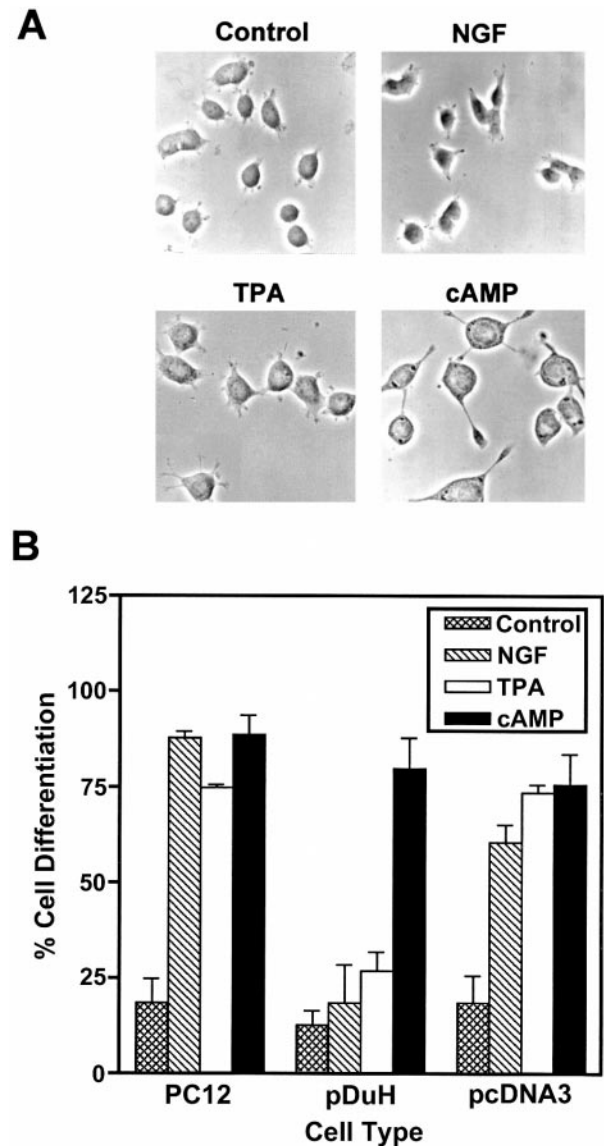 A
Control NGF
TPA cAMP
B
125
100
75
50
25
0
% Cell Differentiation
Control
NGF
TPA
cAMP
PC12 pDuH pcDNA3
Cell Type